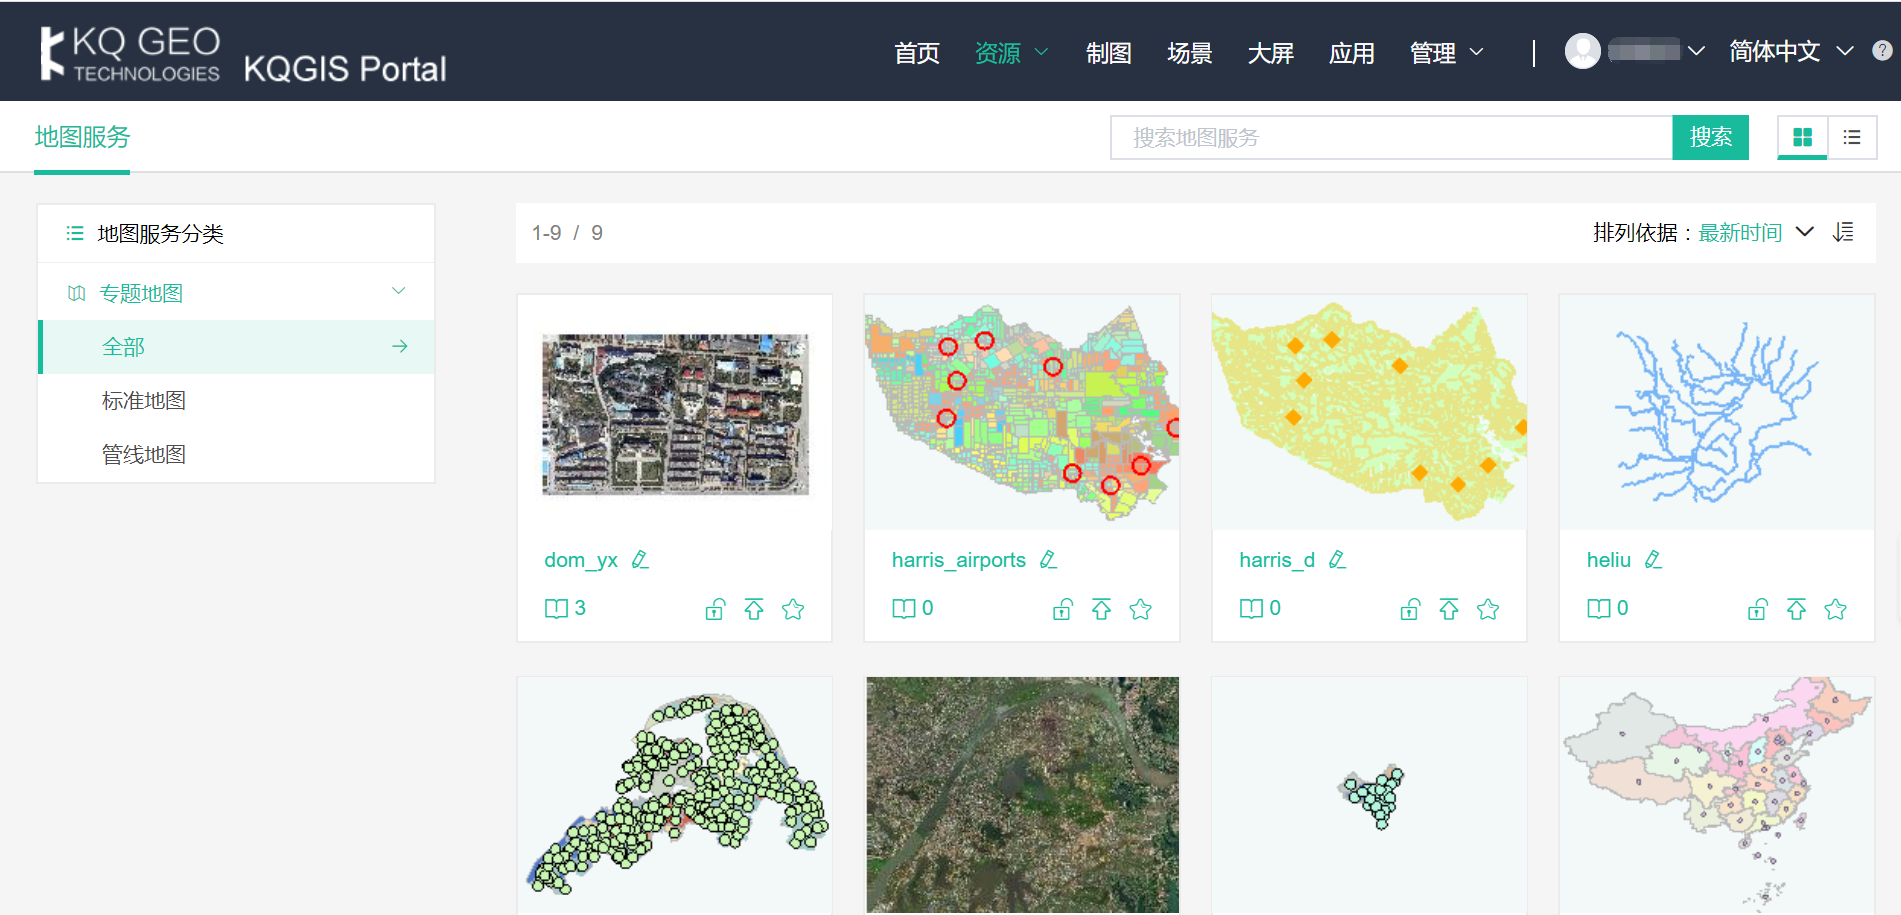 KQ GEO
TECHNOLOGIES
KQGIS Portal
首页 资源 制图 场景 大屏 应用 管理 简体中文 ?
地图服务
搜索地图服务 搜索
地图服务分类
专题地图
全部
标准地图
管线地图
1-9 / 9
排列依据：最新时间
dom_yx
3
harris_airports
0
harris_d
0
heliu
0